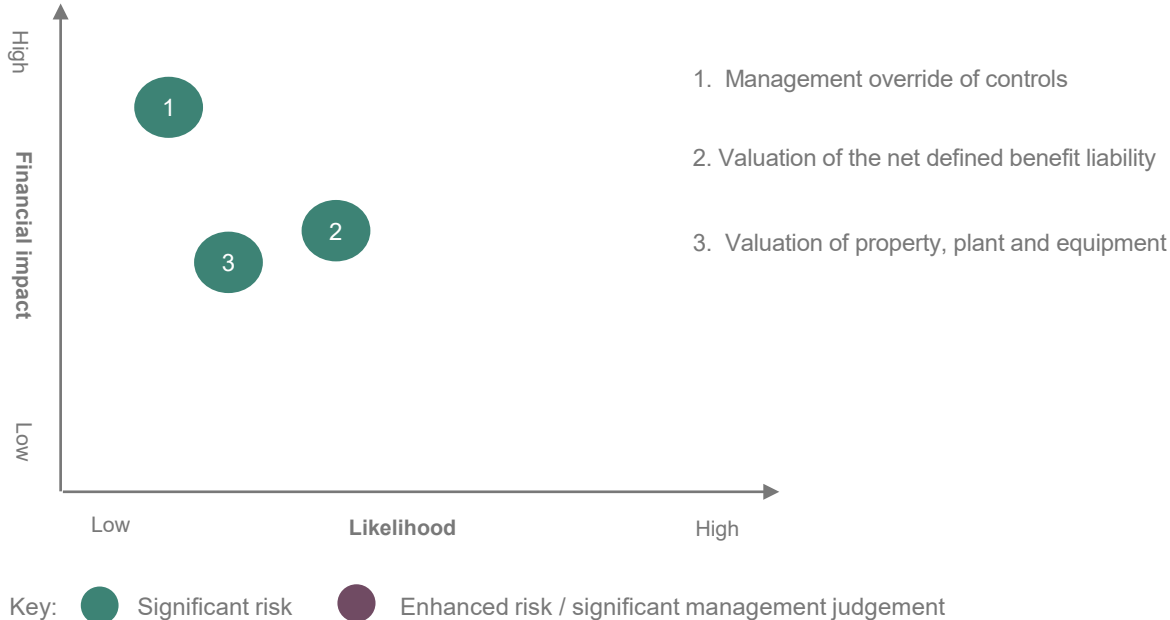 High
Financial impact
Low
1
2
3
Low
Likelihood
High
1. Management override of controls
2. Valuation of the net defined benefit liability
3. Valuation of property, plant and equipment
Key:
Significant risk
Enhanced risk / significant management judgement